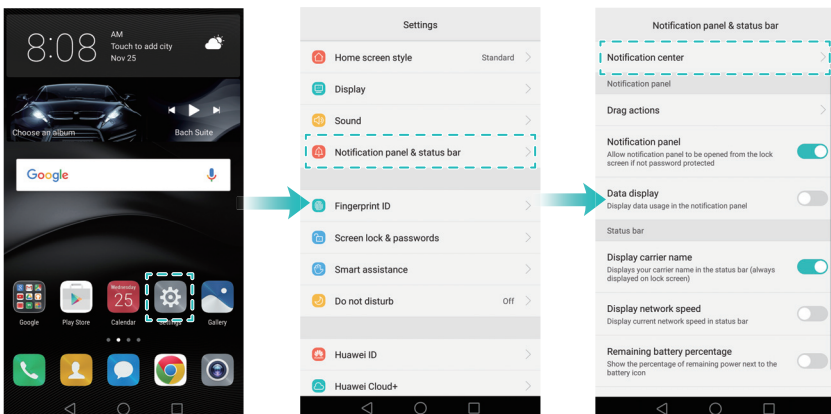 8:08
AM
Touch to add city
Nov 25
Choose an album
Bach Suite
Google
Wednesday
25
Google
Play Store
Calendar
Settings
Gallery
Settings
Home screen style
Standard
Display
Sound
Notification panel & status bar
Fingerprint ID
Screen lock & passwords
Smart assistance
Do not disturb
Off
Huawei ID
Huawei Cloud+
Notification panel & status bar
Notification center
Notification panel
Drag actions
Notification panel
Allow notification panel to be opened from the lock
screen if not password protected
Data display
Display data usage in the notification panel
Status bar
Display carrier name
Displays your carrier name in the status bar (always
displayed on lock screen)
Display network speed
Display current network speed in status bar
Remaining battery percentage
Show the percentage of remaining power next to the
battery icon